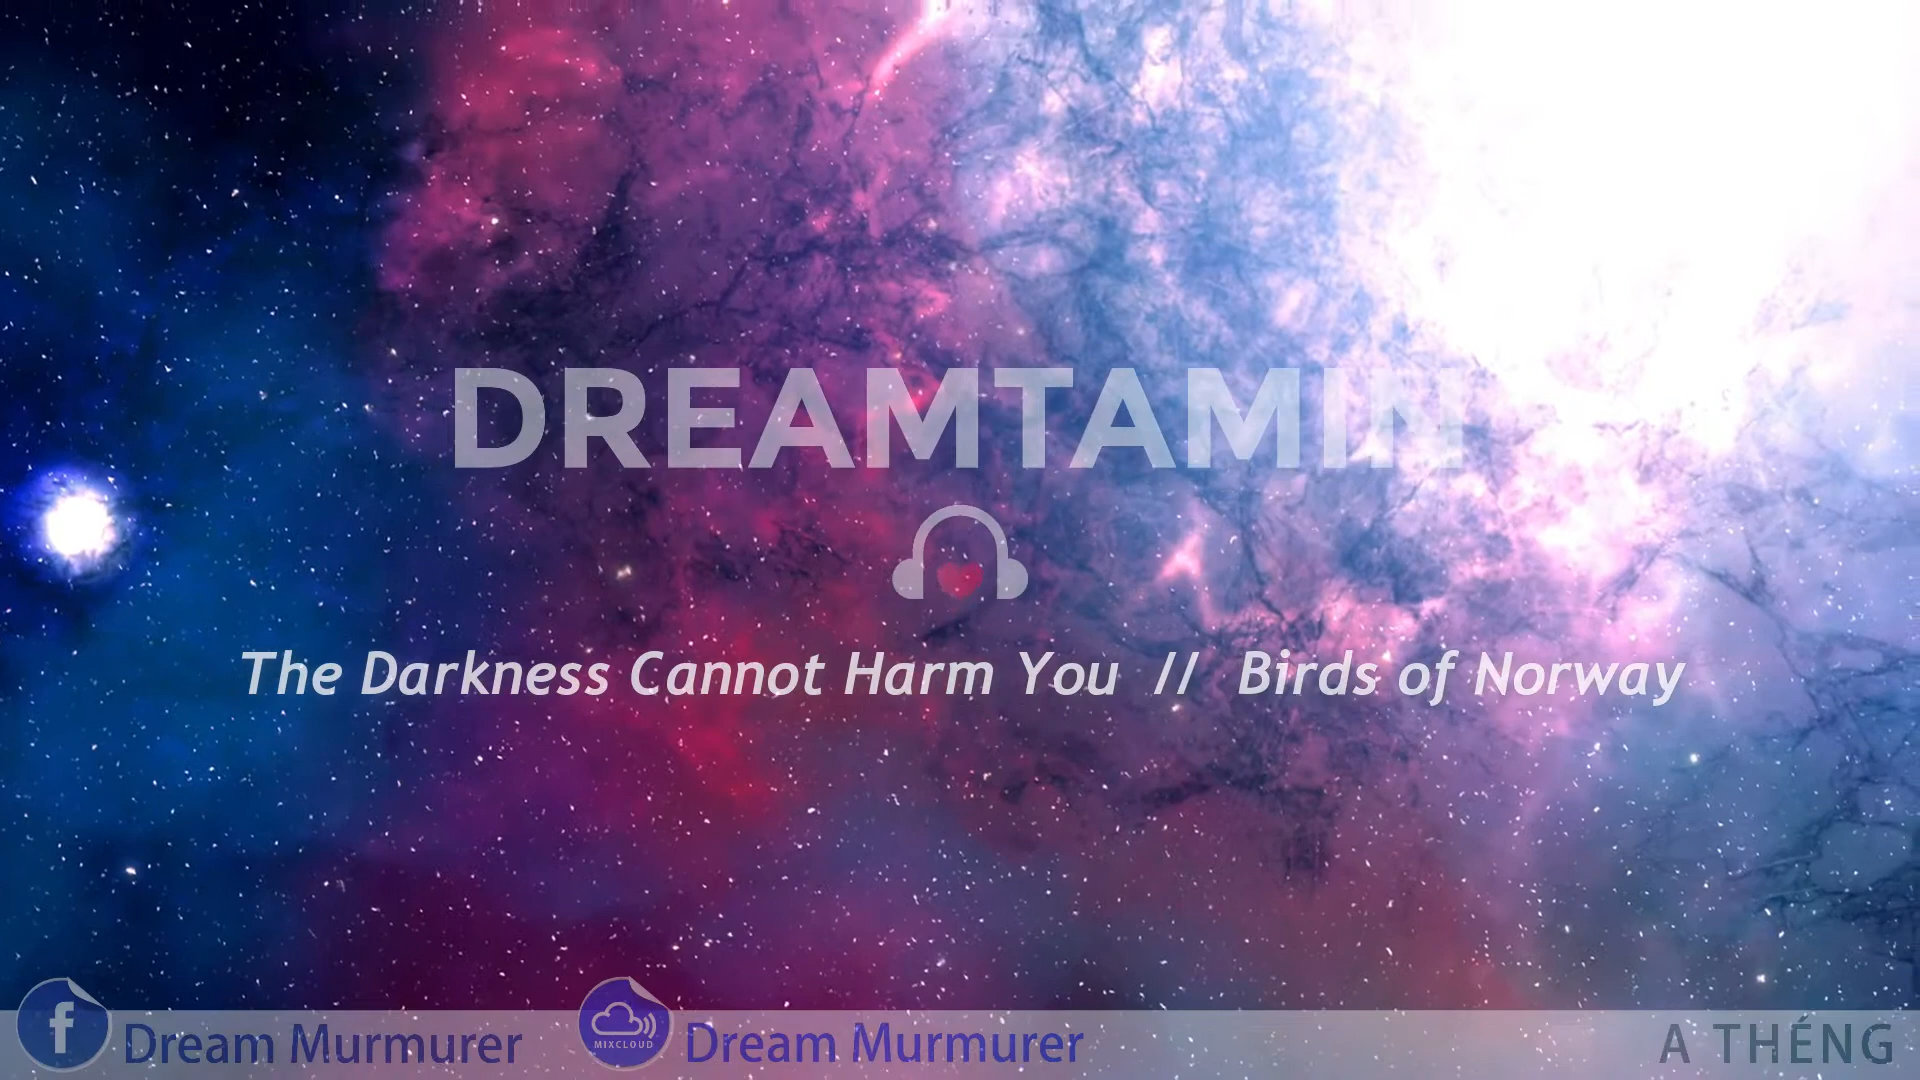 DREAMTAMIN
The Darkness Cannot Harm You // Birds of Norway
Dream Murmurer
MIXCLOUD
Dream Murmurer
A THÉNG